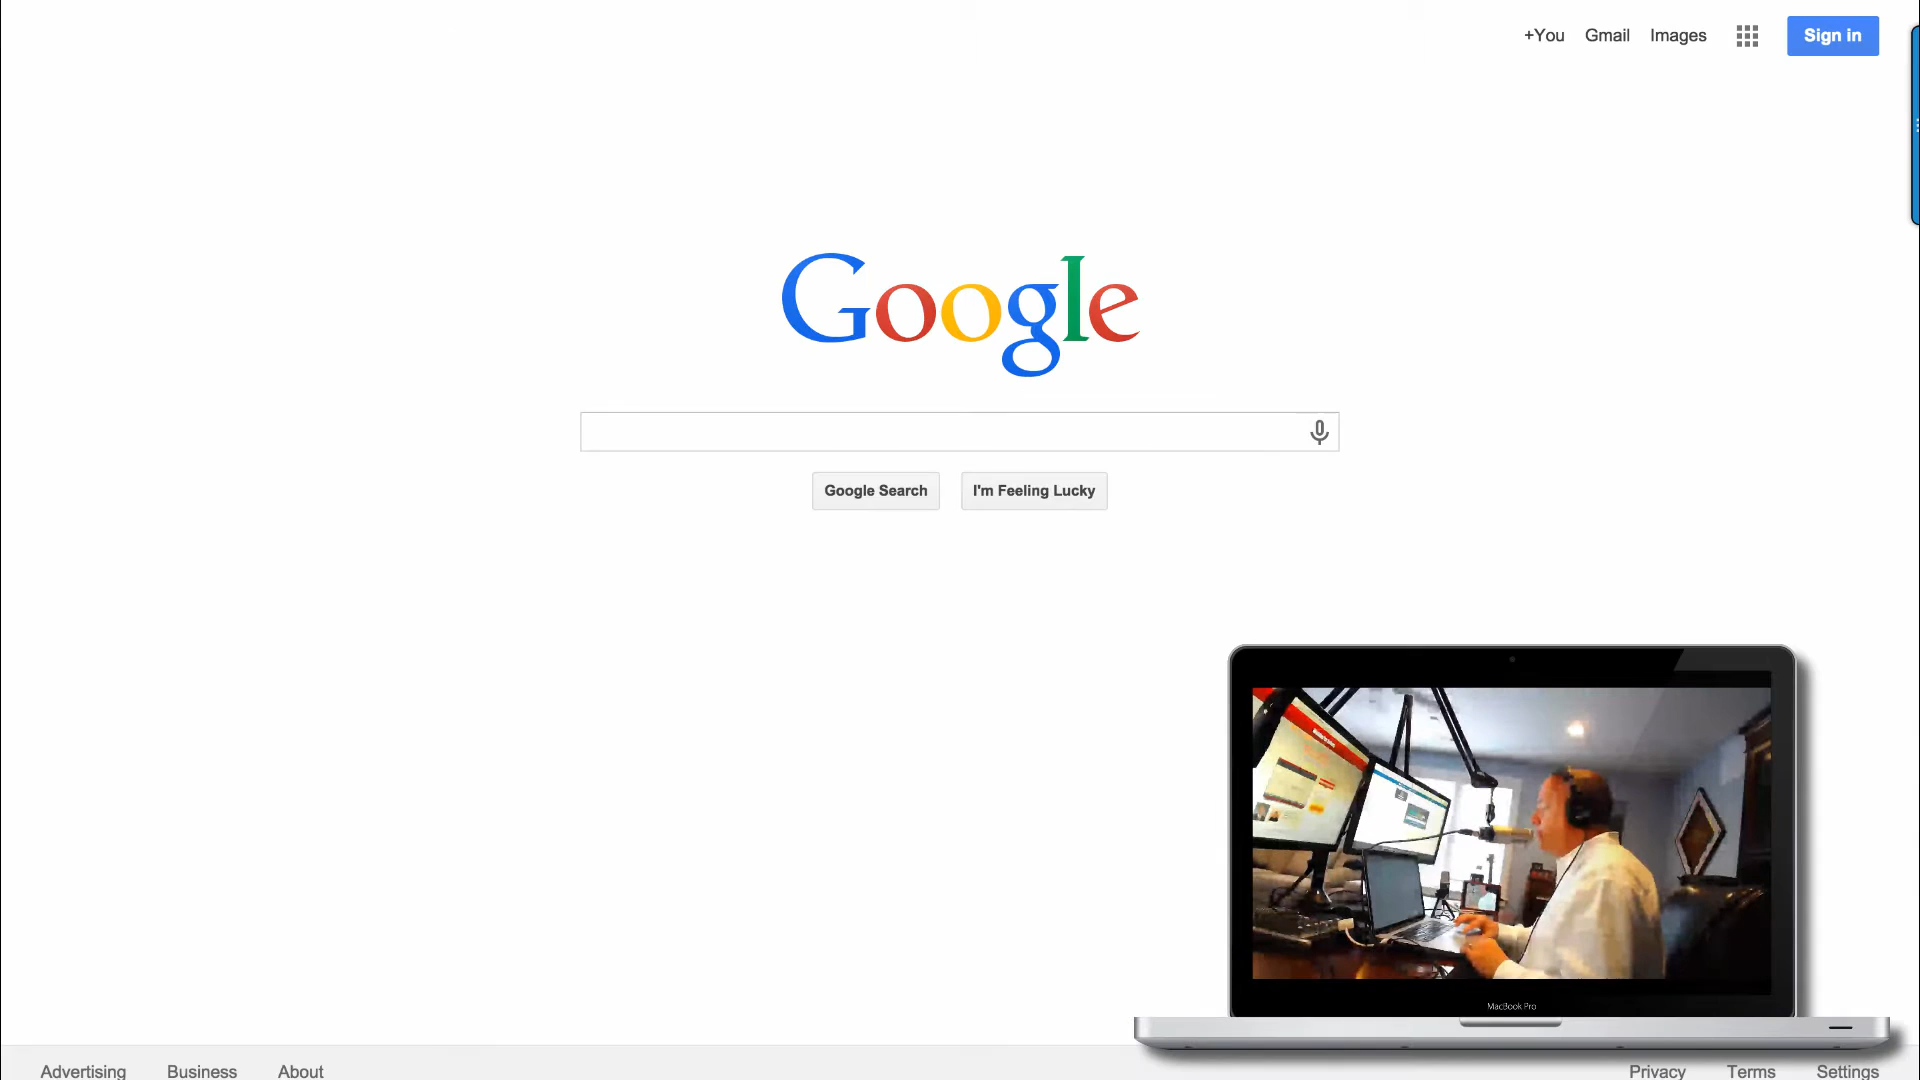 +You Gmail Images Sign in
Google
Google Search I'm Feeling Lucky
MacBook Pro
Advertising Business About Privacy Terms Settings